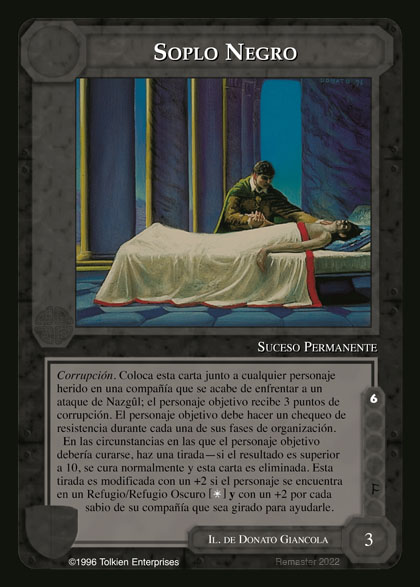 SOPLO NEGRO
SUCESO PERMANENTE
Corrupción. Coloca esta carta junto a cualquier personaje
herido en una compañía que se acabe de enfrentar a un
ataque de Nazgûl; el personaje objetivo recibe 3 puntos de
corrupción. El personaje objetivo debe hacer un chequeo de
resistencia durante cada una de sus fases de organización.
En las circunstancias en las que el personaje objetivo
debería curarse, haz una tirada—si el resultado es superior
a 10, se cura normalmente y esta carta es eliminada. Esta
tirada es modificada con un +2 si el personaje se encuentra
en un Refugio/Refugio Oscuro [*] y con un +2 por cada
sabio de su compañía que sea girado para ayudarle.
6
F
IL. DE DONATO GIANCOLA
3
©1996 Tolkien Enterprises
Remaster 2022